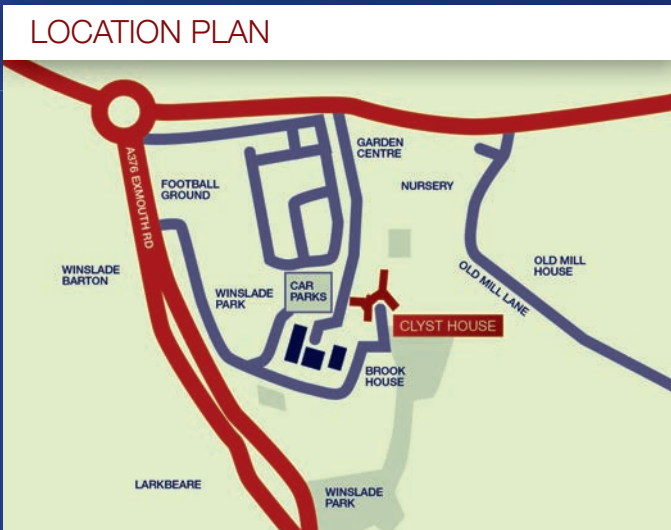 LOCATION PLAN
GARDEN
CENTRE
A376 EXMOUTH RD
FOOTBALL
GROUND
NURSERY
WINSLADE
BARTON
OLD MILL
HOUSE
OLD MILL LANE
WINSLADE
PARK
CAR
PARKS
CLYST HOUSE
BROOK
HOUSE
LARKBEARE
WINSLADE
PARK